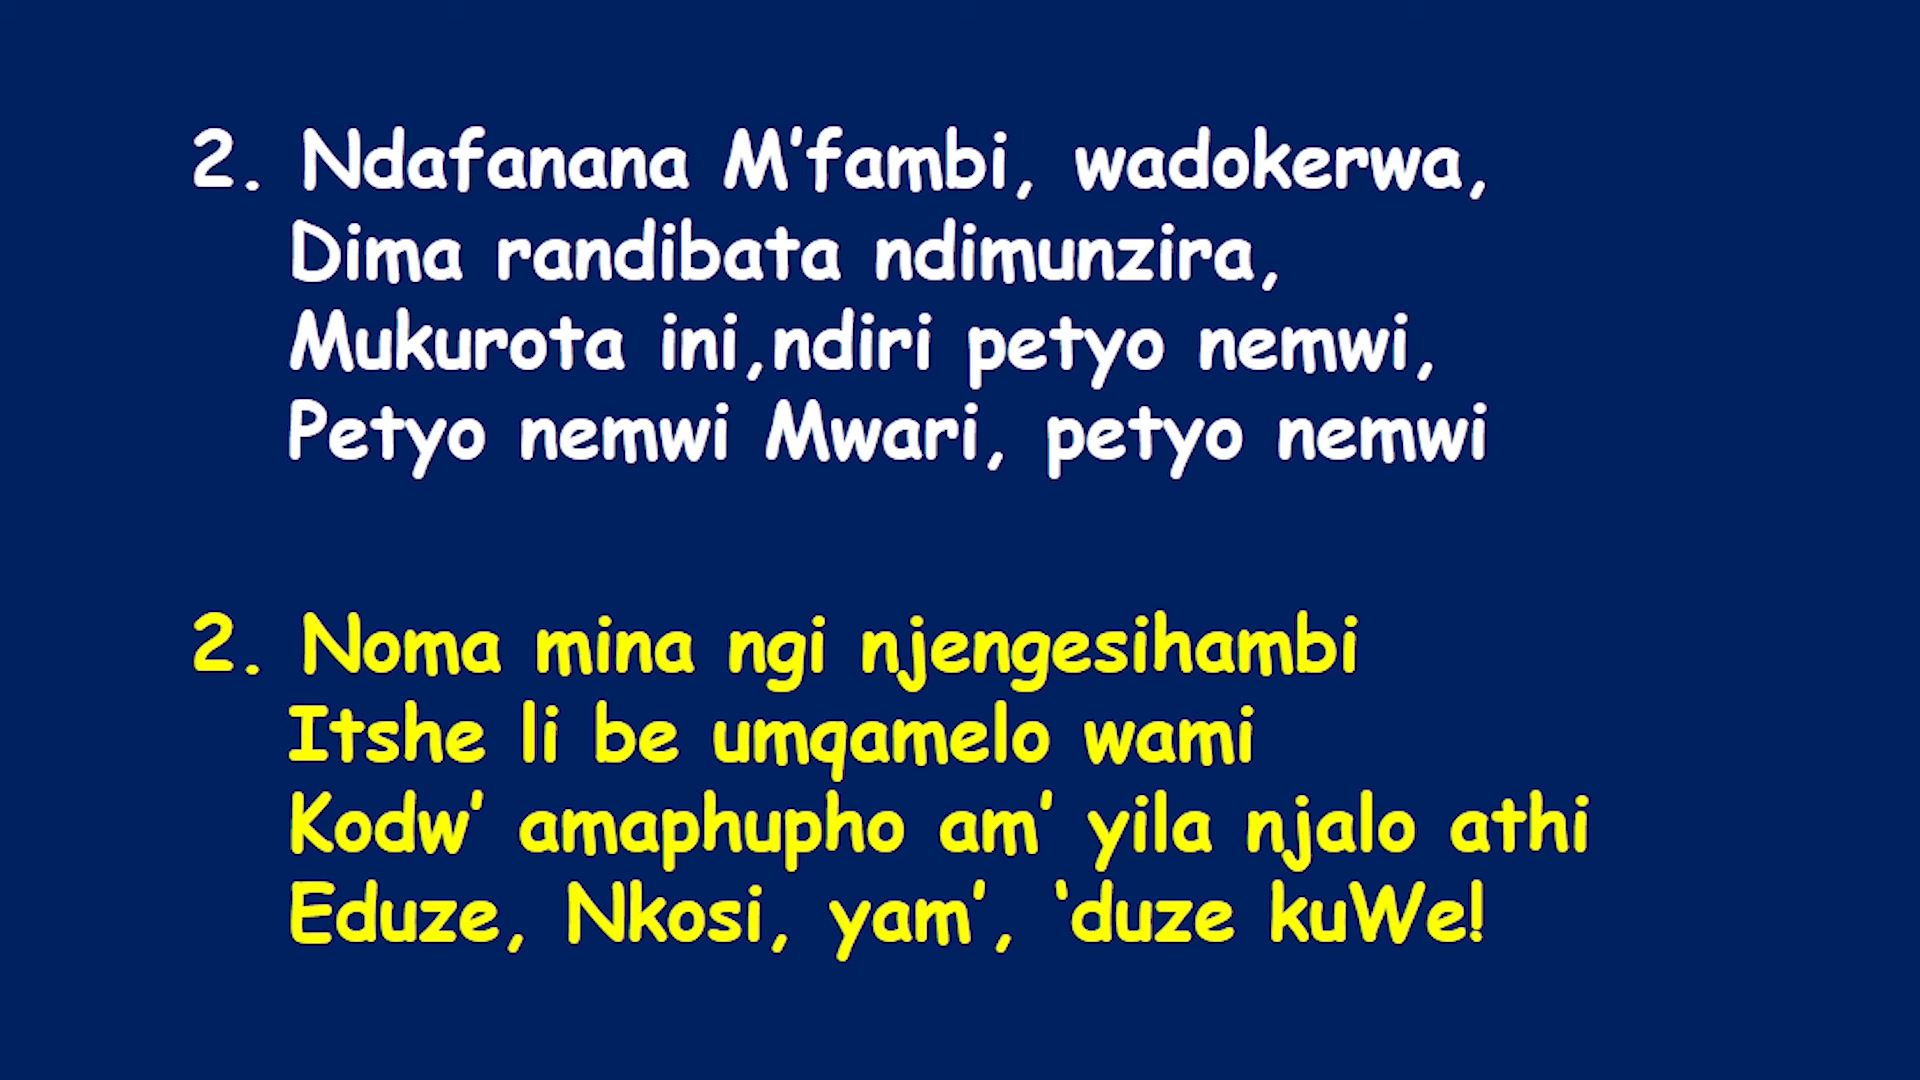 2. Ndafanana M'fambi, wadokerwa,
Dima randibata ndimunzira,
Mukurota ini,ndiri petyo nemwi,
Petyo nemwi Mwari, petyo nemwi
2. Noma mina ngi njengesihambi
Itshe li be umqamelo wami
Kodw’ amaphupho am’ yila njalo athi
Eduze, Nkosi, yam’, ‘duze kuWe!